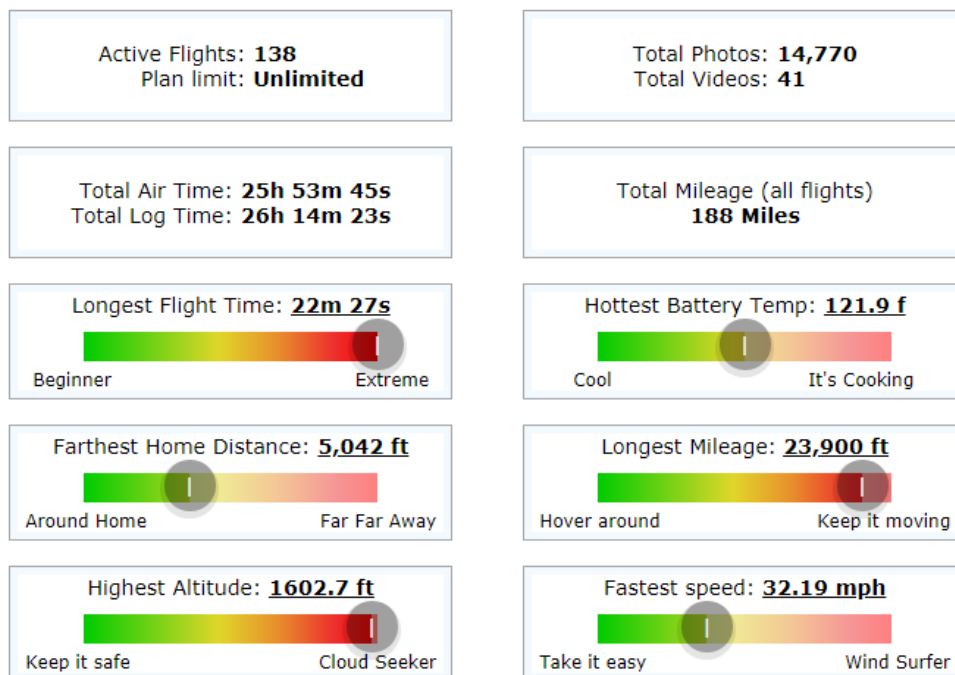 Active Flights: 138
Plan limit: Unlimited
Total Photos: 14,770
Total Videos: 41
Total Air Time: 25h 53m 45s
Total Log Time: 26h 14m 23s
Total Mileage (all flights)
188 Miles
Longest Flight Time: 22m 27s
Beginner
Extreme
Hottest Battery Temp: 121.9 f
Cool
It's Cooking
Farthest Home Distance: 5,042 ft
Around Home
Far Far Away
Longest Mileage: 23,900 ft
Hover around
Keep it moving
Highest Altitude: 1602.7 ft
Keep it safe
Cloud Seeker
Fastest speed: 32.19 mph
Take it easy
Wind Surfer